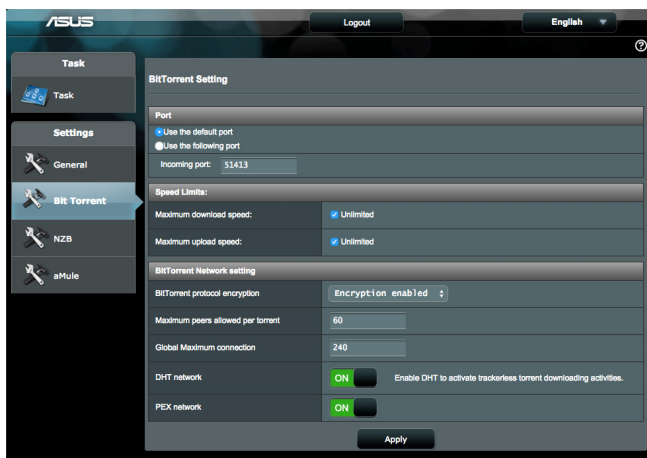 ASUS
Logout
English
?
Task
Task
Settings
General
Bit Torrent
NZB
aMule
BitTorrent Setting
Port
Use the default port
Use the following port
Incoming port: 51413
Speed Limits:
Maximum download speed: Unlimited
Maximum upload speed: Unlimited
BitTorrent Network setting
BitTorrent protocol encryption Encryption enabled
Maximum peers allowed per torrent 60
Global Maximum connection 240
DHT network ON Enable DHT to activate trackerless torrent downloading activities.
PEX network ON
Apply